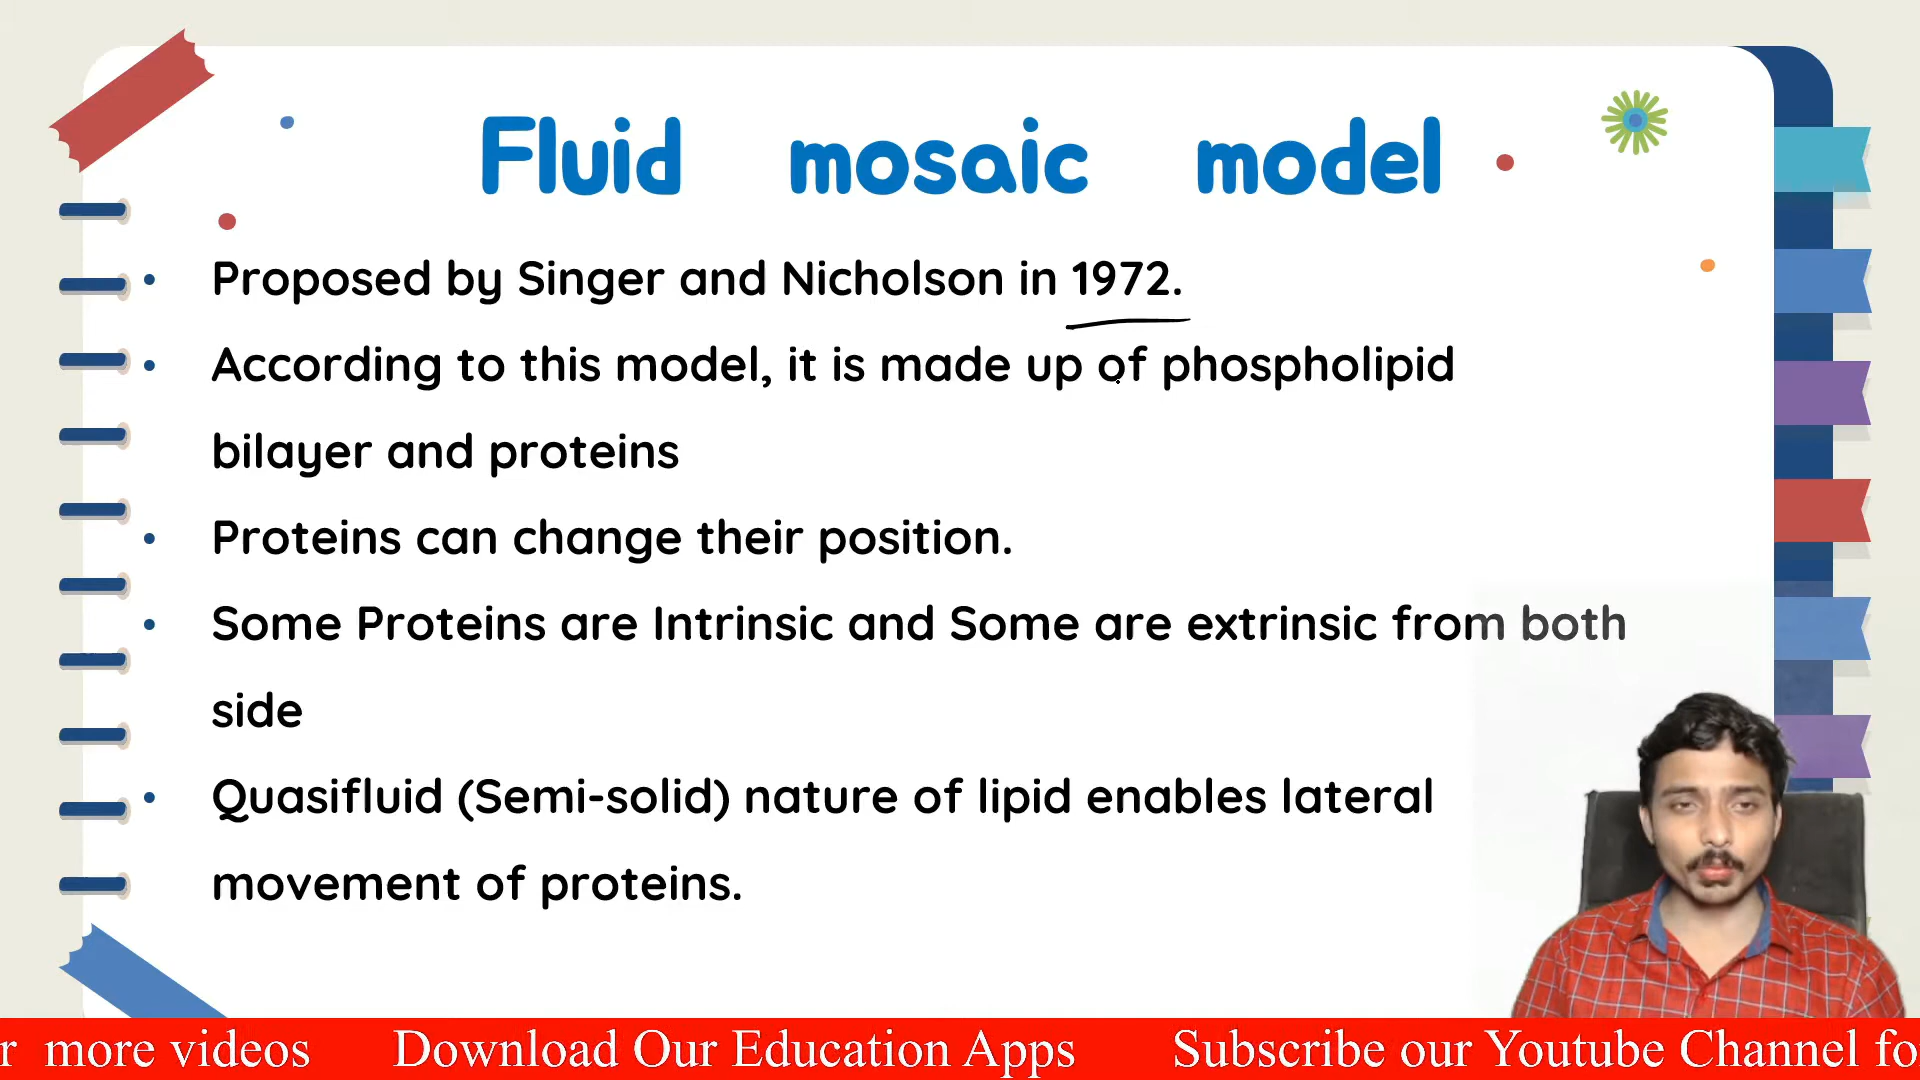 Fluid mosaic model
Proposed by Singer and Nicholson in 1972.
According to this model, it is made up of phospholipid
bilayer and proteins
Proteins can change their position.
Some Proteins are Intrinsic and Some are extrinsic from both
side
Quasifluid (Semi-solid) nature of lipid enables lateral
movement of proteins.
r more videos Download Our Education Apps Subscribe our Youtube Channel fo